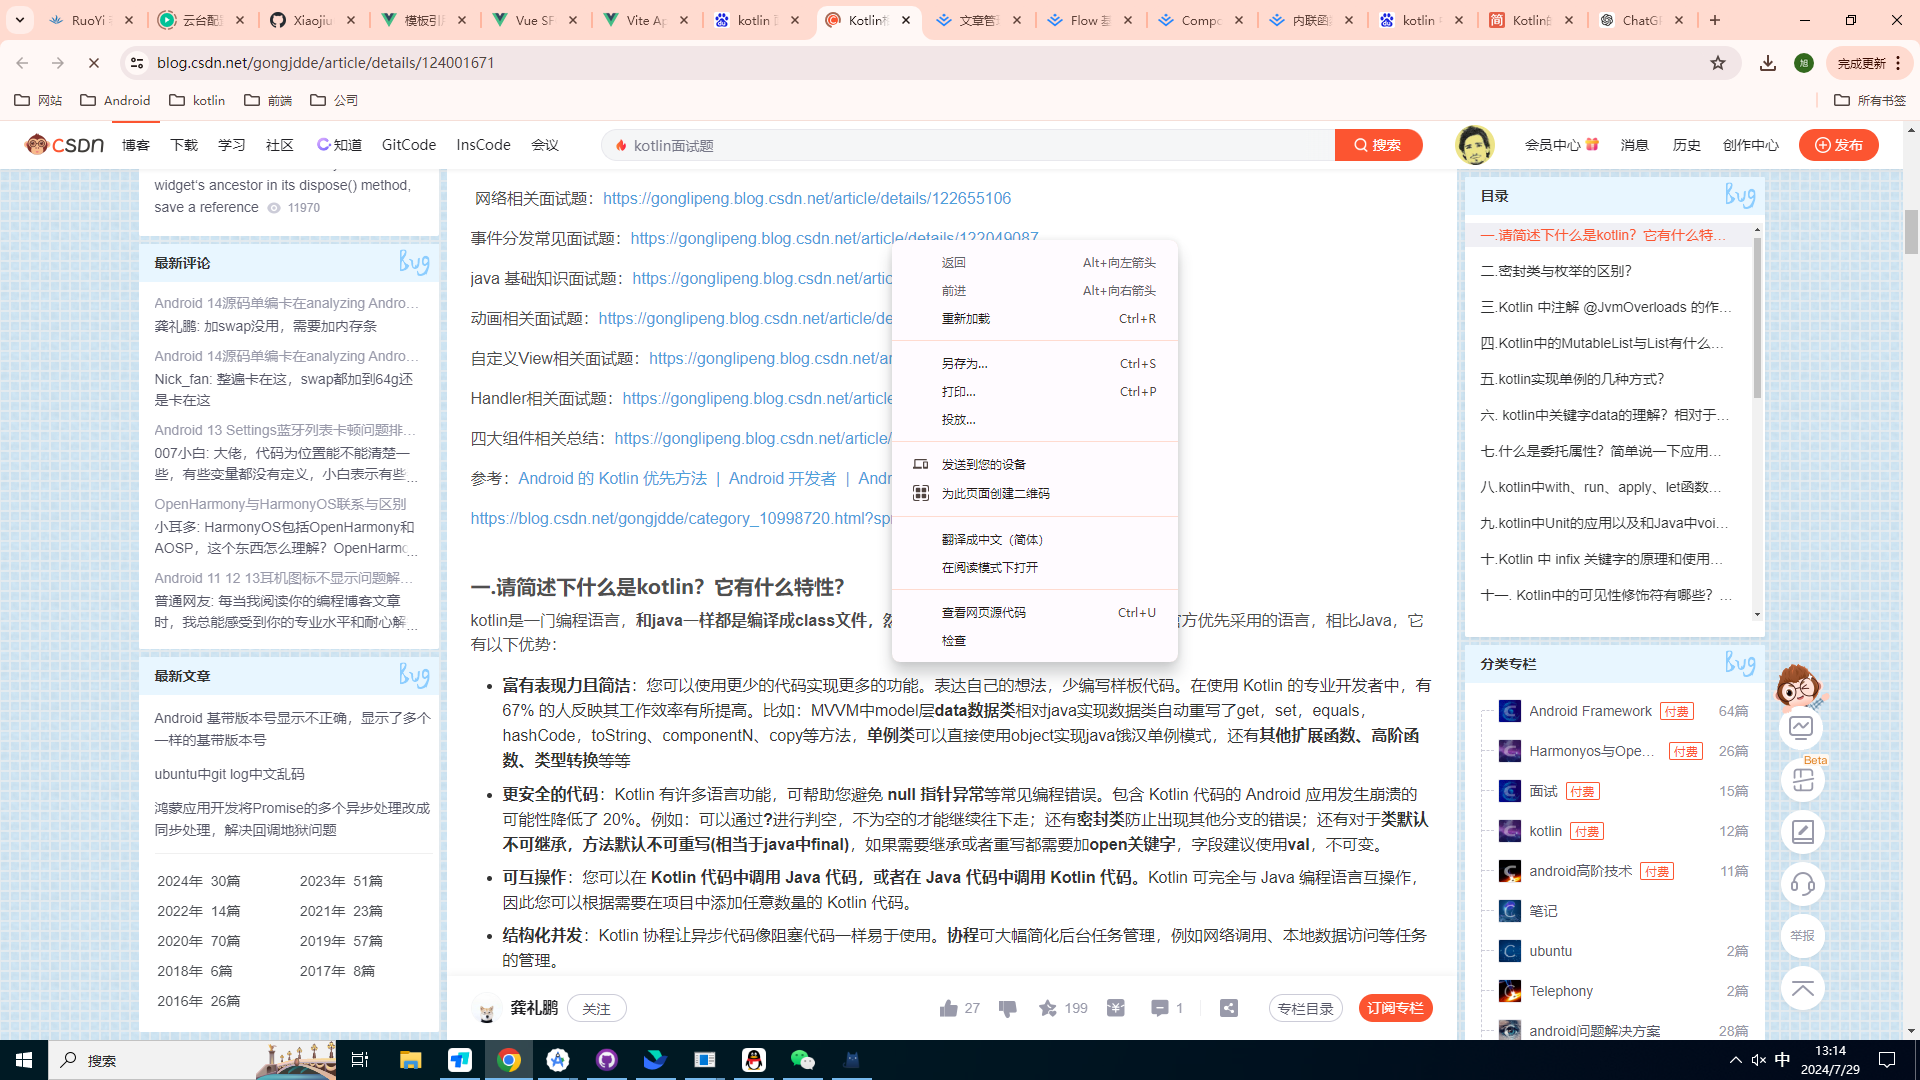 RuoYi
云台配
Xiaojiu
模板引
Vue SF
Vite Ap
kotlin
Kotlin
文章管
Flow
Compo
内联函
kotlin
Kotlin
ChatGP
blog.csdn.net/gongjdde/article/details/124001671
旭
完成更新
网站
Android
kotlin
前端
公司
所有书签
CSDN
博客
下载
学习
社区
知道
GitCode
InsCode
会议
kotlin面试题
搜索
会员中心
消息
历史
创作中心
发布
widget's ancestor in its dispose() method,
save a reference 11970
最新评论
Bug
Android 14源码单编卡在analyzing Andro...
龚礼鹏: 加swap没用，需要加内存条
Android 14源码单编卡在analyzing Andro...
Nick_fan: 整遍卡在这，swap都加到64g还
是卡在这
Android 13 Settings蓝牙列表卡顿问题排...
007小白: 大佬，代码为位置能不能清楚一
些，有些变量都没有定义，小白表示有些...
OpenHarmony与HarmonyOS联系与区别
小耳多: HarmonyOS包括OpenHarmony和
AOSP，这个东西怎么理解？OpenHarmo...
Android 11 12 13耳机图标不显示问题解...
普通网友: 每当我阅读你的编程博客文章
时，我总能感受到你的专业水平和耐心解...
最新文章
Bug
Android 基带版本号显示不正确，显示了多个
一样的基带版本号
ubuntu中git log中文乱码
鸿蒙应用开发将Promise的多个异步处理改成
同步处理，解决回调地狱问题
2024年 30篇
2023年 51篇
2022年 14篇
2021年 23篇
2020年 70篇
2019年 57篇
2018年 6篇
2017年 8篇
2016年 26篇
网络相关面试题：https://gonglipeng.blog.csdn.net/article/details/122655106
事件分发常见面试题：https://gonglipeng.blog.csdn.net/article/details/122049087
java 基础知识面试题：https://gonglipeng.blog.csdn.net/artic
动画相关面试题：https://gonglipeng.blog.csdn.net/article/de
自定义View相关面试题：https://gonglipeng.blog.csdn.net/ar
Handler相关面试题：https://gonglipeng.blog.csdn.net/article
四大组件相关总结：https://gonglipeng.blog.csdn.net/article/
参考：Android 的 Kotlin 优先方法 | Android 开发者 | Andr
https://blog.csdn.net/gongjdde/category_10998720.html?sp
返回 Alt+向左箭头
前进 Alt+向右箭头
重新加载 Ctrl+R
另存为... Ctrl+S
打印... Ctrl+P
投放...
发送到您的设备
为此页面创建二维码
翻译成中文（简体）
在阅读模式下打开
查看网页源代码 Ctrl+U
检查
一.请简述下什么是kotlin？它有什么特性？
kotlin是一门编程语言，和java一样都是编译成class文件，然
官方优先采用的语言，相比Java，它
有以下优势：
富有表现力且简洁：您可以使用更少的代码实现更多的功能。表达自己的想法，少编写样板代码。在使用 Kotlin 的专业开发者中，有
67% 的人反映其工作效率有所提高。比如：MVVM中model层data数据类相对java实现数据类自动重写了get，set，equals，
hashCode，toString、componentN、copy等方法，单例类可以直接使用object实现java饿汉单例模式，还有其他扩展函数、高阶函
数、类型转换等等
更安全的代码：Kotlin 有许多语言功能，可帮助您避免 null 指针异常等常见编程错误。包含 Kotlin 代码的 Android 应用发生崩溃的
可能性降低了 20%。例如：可以通过?进行判空，不为空的才能继续往下走；还有密封类防止出现其他分支的错误；还有对于类默认
不可继承，方法默认不可重写(相当于java中final)，如果需要继承或者重写都需要加open关键字，字段建议使用val，不可变。
可互操作：您可以在 Kotlin 代码中调用 Java 代码，或者在 Java 代码中调用 Kotlin 代码。Kotlin 可完全与 Java 编程语言互操作，
因此您可以根据需要在项目中添加任意数量的 Kotlin 代码。
结构化并发：Kotlin 协程让异步代码像阻塞代码一样易于使用。协程可大幅简化后台任务管理，例如网络调用、本地数据访问等任务
的管理。
龚礼鹏
关注
27
199
1
专栏目录
订阅专栏
目录
Bug
一.请简述下什么是kotlin？它有什么特...
二.密封类与枚举的区别？
三.Kotlin 中注解 @JvmOverloads 的作...
四.Kotlin中的MutableList与List有什么...
五.kotlin实现单例的几种方式？
六. kotlin中关键字data的理解？相对于...
七.什么是委托属性？简单说一下应用...
八.kotlin中with、run、apply、let函数...
九.kotlin中Unit的应用以及和Java中voi...
十.Kotlin 中 infix 关键字的原理和使用...
十一. Kotlin中的可见性修饰符有哪些？...
分类专栏
Bug
Android Framework 付费 64篇
Harmonyos与Ope... 付费 26篇
面试 付费 15篇
kotlin 付费 12篇
android高阶技术 付费 11篇
笔记
ubuntu 2篇
Telephony 2篇
android问题解决方案 28篇
Beta
举报
搜索
中
13:14
2024/7/29